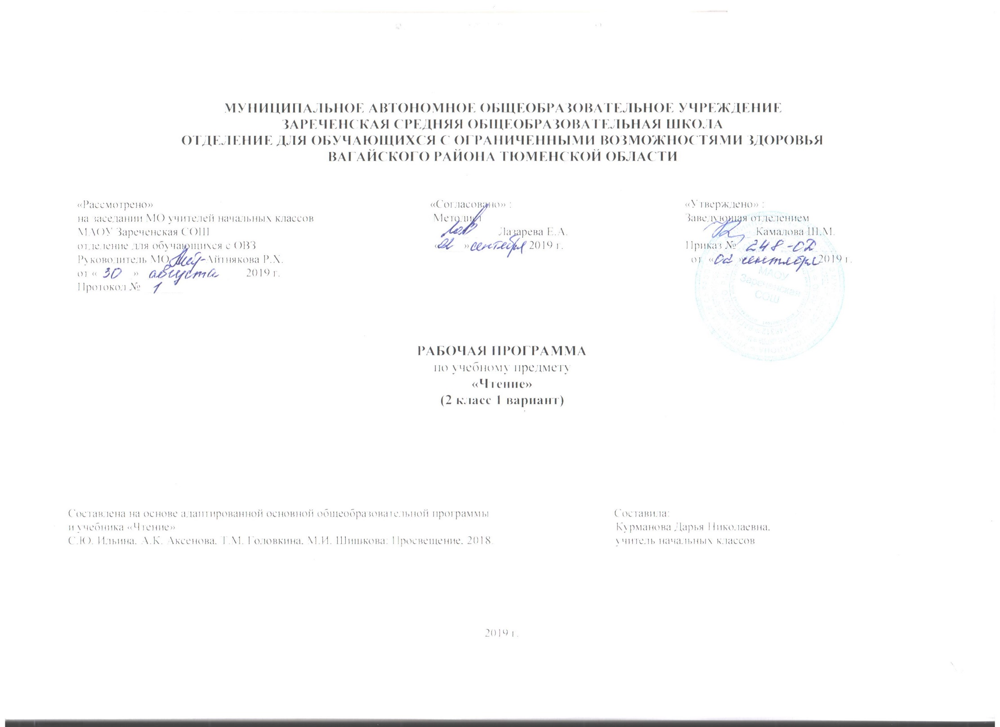 МУНИЦИПАЛЬНОЕ АВТОНОМНОЕ ОБЩЕОБРАЗОВАТЕЛЬНОЕ УЧРЕЖДЕНИЕ
ЗАРЕЧЕНСКАЯ СРЕДНЯЯ ОБЩЕОБРАЗОВАТЕЛЬНАЯ ШКОЛА
ОТДЕЛЕНИЕ ДЛЯ ОБУЧАЮЩИХСЯ С ОГРАНИЧЕННЫМИ ВОЗМОЖНОСТЯМИ ЗДОРОВЬЯ
ВАГАЙСКОГО РАЙОНА ТЮМЕНСКОЙ ОБЛАСТИ
«Рассмотрено»
на заседании МО учителей начальных классов
МАОУ Зареченская СОШ
отделение для обучающихся с ОВЗ
Руководитель МО Айтнякова Р.Х.
от « 30 » августа 2019 г.
Протокол № 1
«Согласовано» :
Методист
Лазарева Е.А.
«02 » сентября 2019 г.
«Утверждено» :
Заведующая отделением
Камалова Ш.М.
Приказ № 248-ОД
от «02 » сентября 2019 г.
МАОУ
Зареченская
СОШ
РАБОЧАЯ ПРОГРАММА
по учебному предмету
«Чтение»
(2 класс 1 вариант)
Составлена на основе адаптированной основной общеобразовательной программы
и учебника «Чтение»
С.Ю. Ильина, А.К. Аксенова, Т.М. Головкина, М.И. Шишкова; Просвещение, 2018.
Составила:
Курманова Дарья Николаевна,
учитель начальных классов
2019 г.